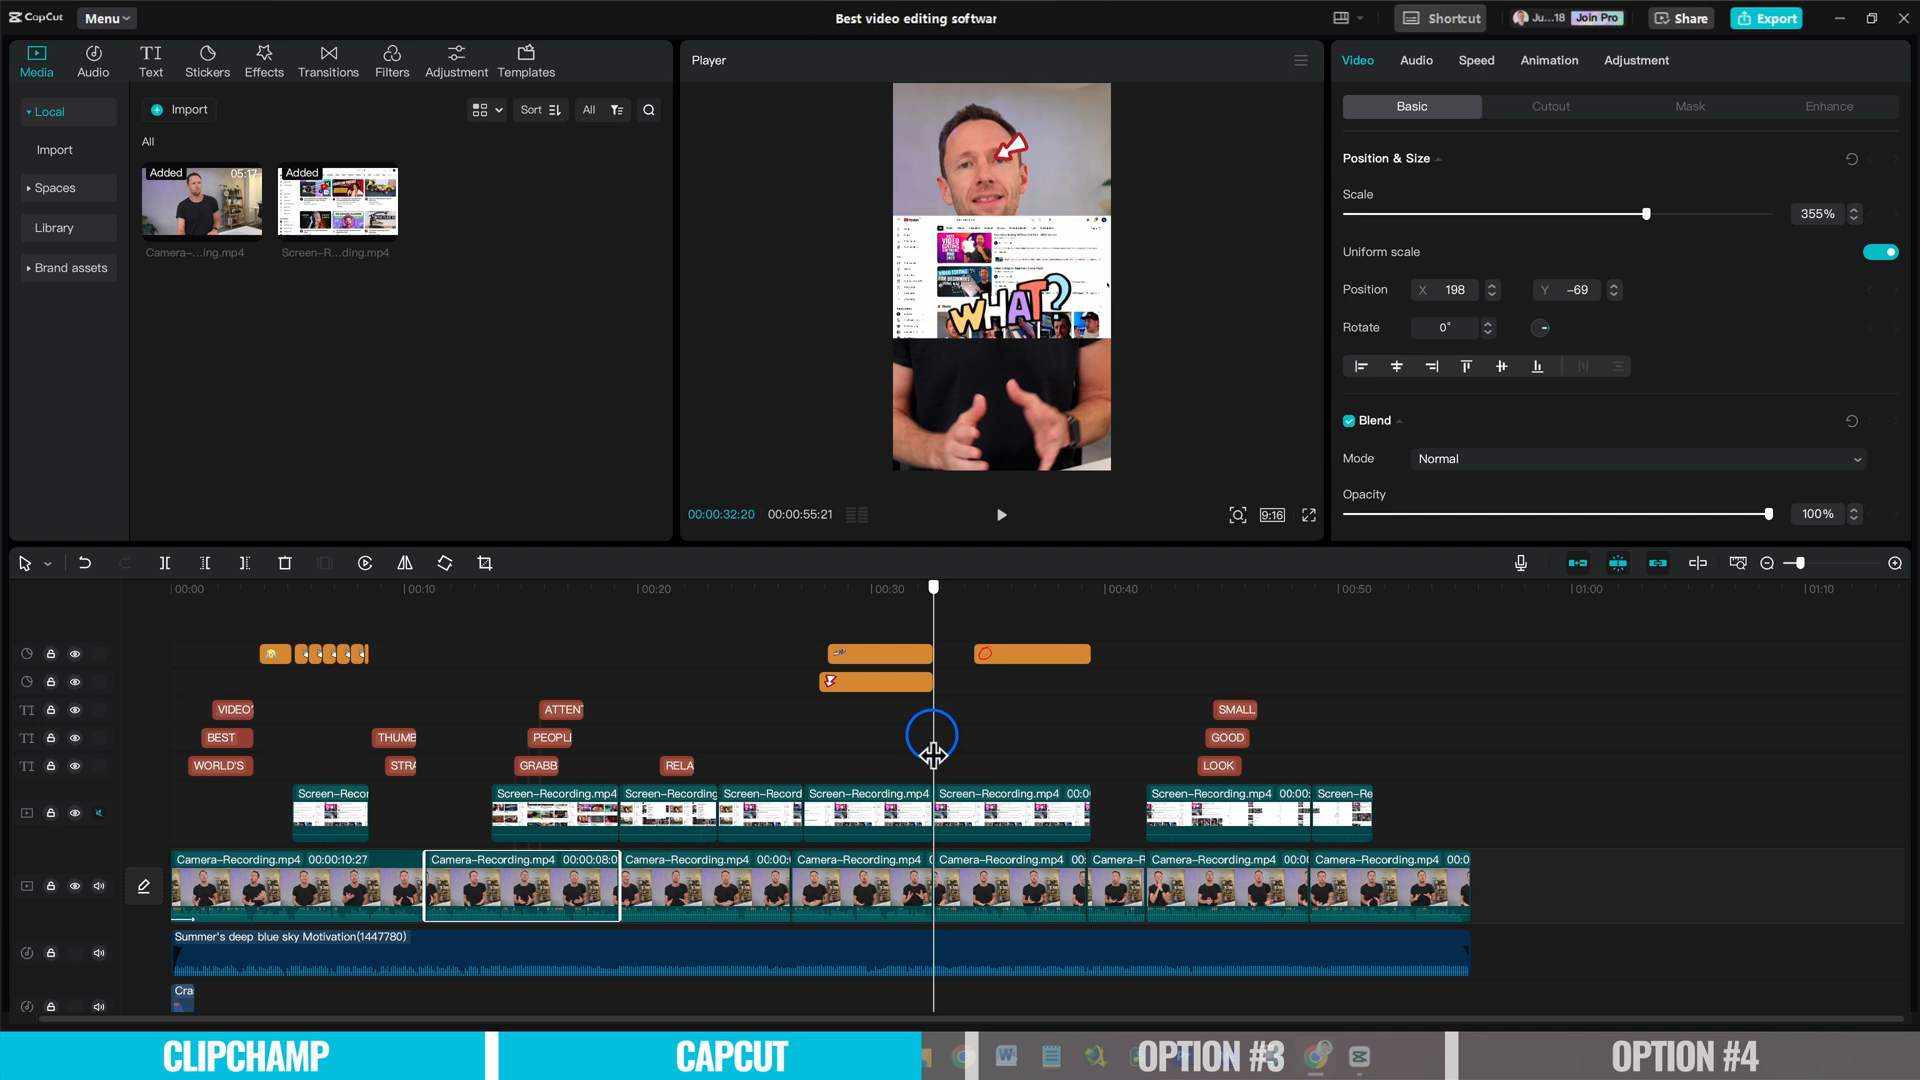 CapCut
Menu
Best video editing softwar
Shortcut
Ju...18
Join Pro
Share
Export
Media
Audio
Text
Stickers
Effects
Transitions
Filters
Adjustment
Templates
Local
Import
Spaces
Library
Brand assets
Import
Sort
All
All
Added
05:17
Camera-...ing.mp4
Added
Screen-R...ding.mp4
Player
WHAT?
00:00:32:20
00:00:55:21
9:16
Video
Audio
Speed
Animation
Adjustment
Basic
Cutout
Mask
Enhance
Position & Size
Scale
355%
Uniform scale
Position
X 198
Y -69
Rotate
0°
Blend
Mode
Normal
Opacity
100%
00:00
00:10
00:20
00:30
00:40
00:50
01:00
01:10
VIDEO
ATTEN
SMALL
BEST
THUMB
PEOPL
GOOD
WORLD'S
STRA
GRABB
RELA
LOOK
Screen-Recor
Screen-Recording.mp4
Screen-Recording
Screen-Record
Screen-Recording.mp4
Screen-Recording.mp4 00:0
Screen-Recording.mp4 00:00:
Screen-Re
Camera-Recording.mp4 00:00:10:27
Camera-Recording.mp4 00:00:08:0
Camera-Recording.mp4 00:00:
Camera-Recording.mp4
Camera-Recording.mp4 00:
Camera-R
Camera-Recording.mp4 00:0
Camera-Recording.mp4 00:0
Summer's deep blue sky Motivation(1447780)
Cra
CLIPCHAMP
CAPCUT
OPTION #3
OPTION #4